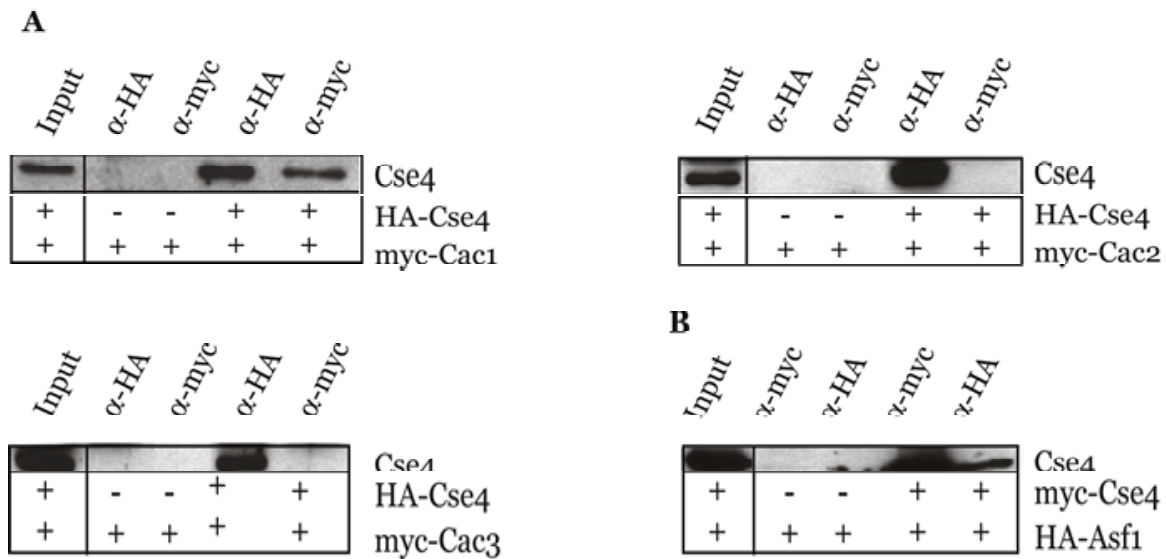 A
Input α-HA α-myc α-HA α-myc
Cse4
+ - - + + HA-Cse4
+ + + + + myc-Cac1
Input α-HA α-myc α-HA α-myc
Cse4
+ - - + + HA-Cse4
+ + + + + myc-Cac2
Input α-HA α-myc α-HA α-myc
Cse4
+ - - + + HA-Cse4
+ + + + + myc-Cac3
B
Input α-myc α-HA α-myc α-HA
Cse4
+ - - + + myc-Cse4
+ + + + + HA-Asf1